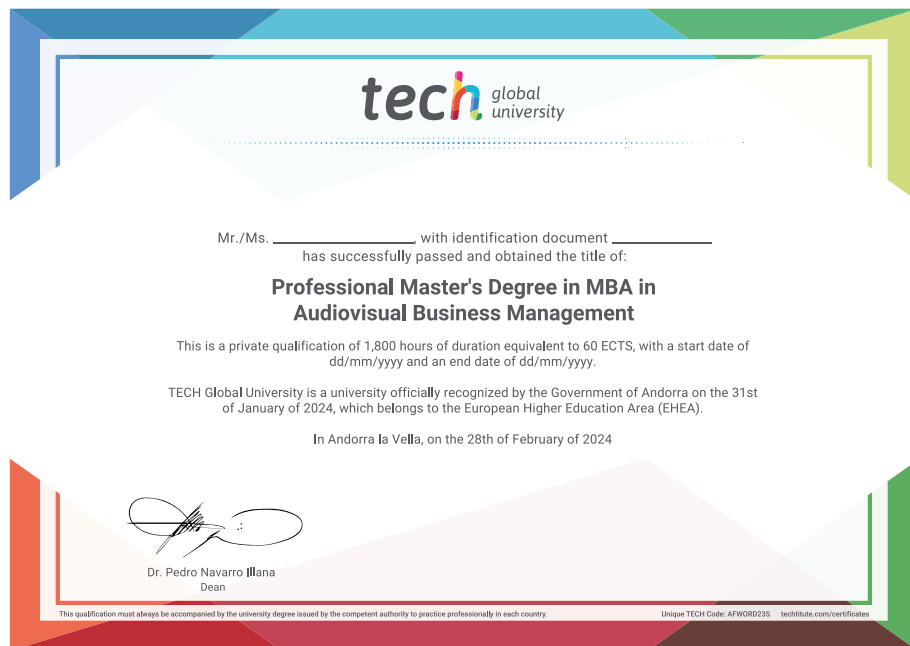 tech global
university
Mr./Ms. ____________, with identification document ____________
has successfully passed and obtained the title of:
Professional Master's Degree in MBA in
Audiovisual Business Management
This is a private qualification of 1,800 hours of duration equivalent to 60 ECTS, with a start date of
dd/mm/yyyy and an end date of dd/mm/yyyy.
TECH Global University is a university officially recognized by the Government of Andorra on the 31st
of January of 2024, which belongs to the European Higher Education Area (EHEA).
In Andorra la Vella, on the 28th of February of 2024
Dr. Pedro Navarro Illana
Dean
This qualification must always be accompanied by the university degree issued by the competent authority to practice professionally in each country.
Unique TECH Code: AFWORD23S techtitute.com/certificates